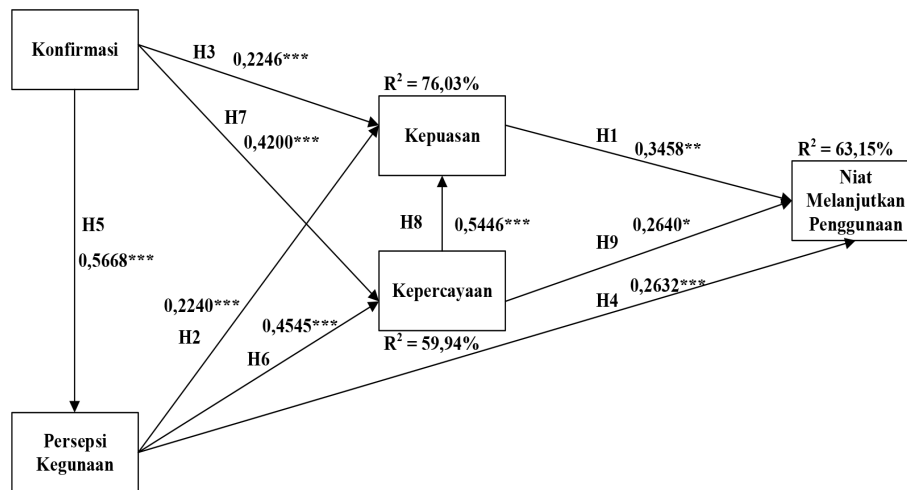 Konfirmasi
H3
0,2246***
R² = 76,03%
Kepuasan
H7
0,4200***
H1
0,3458**
R² = 63,15%
Niat
Melanjutkan
Penggunaan
H5
0,5668***
H8
0,5446***
H9
0,2640*
0,2240***
H2
0,4545***
H6
Kepercayaan
R² = 59,94%
0,2632***
H4
Persepsi
Kegunaan